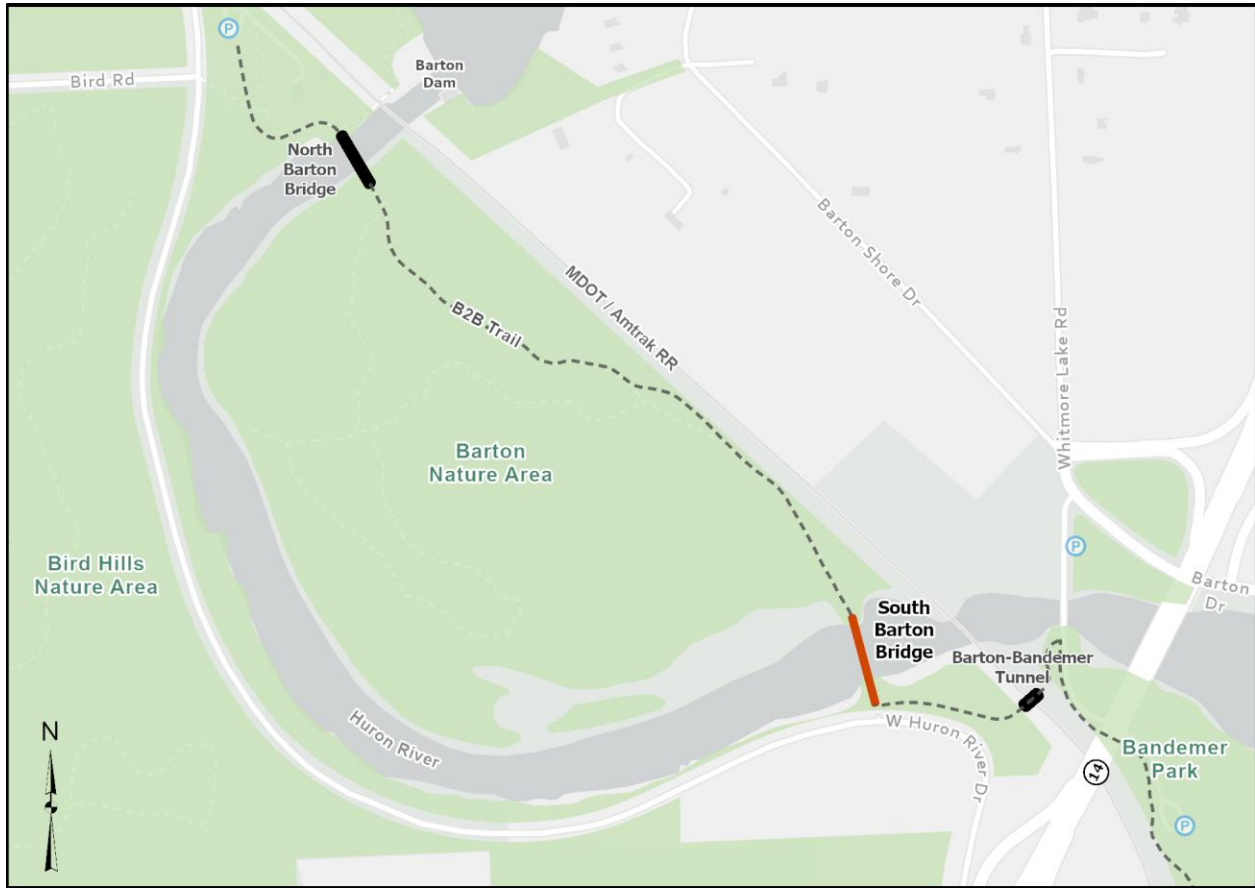 P
Bird Rd
Barton
Dam
North
Barton
Bridge
Barton Shore Dr
MDOT / Amtrak RR
B2B Trail
Whitmore Lake Rd
Barton
Nature Area
Bird Hills
Nature Area
P
Barton
Dr
South
Barton
Bridge
Barton-Bandemer
Tunnel
Huron River
W Huron River Dr
N
Bandemer
Park
14
P